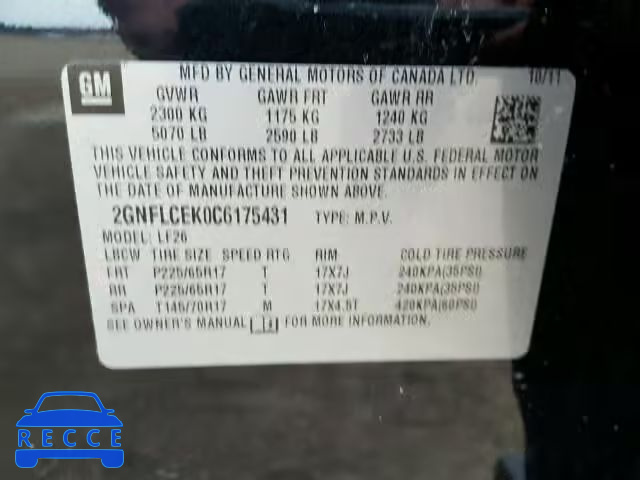 GM
MFD BY GENERAL MOTORS OF CANADA LTD. 10/11
GVWR GAWR FRT GAWR RR
2300 KG 1175 KG 1240 KG
5070 LB 2590 LB 2733 LB
THIS VEHICLE CONFORMS TO ALL APPLICABLE U.S. FEDERAL MOTOR
VEHICLE SAFETY AND THEFT PREVENTION STANDARDS IN EFFECT ON
THE DATE OF MANUFACTURE SHOWN ABOVE.
2GNFLCEK0C6175431 TYPE: M.P.V.
MODEL: LF26
LBCW TIRE SIZE SPEED RTG RIM COLD TIRE PRESSURE
FRT P225/65R17 T 17X7J 240KPA(35PSI)
RR P225/65R17 T 17X7J 240KPA(35PSI)
SPA T145/70R17 M 17X4.5T 420KPA(60PSI)
SEE OWNER'S MANUAL FOR MORE INFORMATION.
RECCE